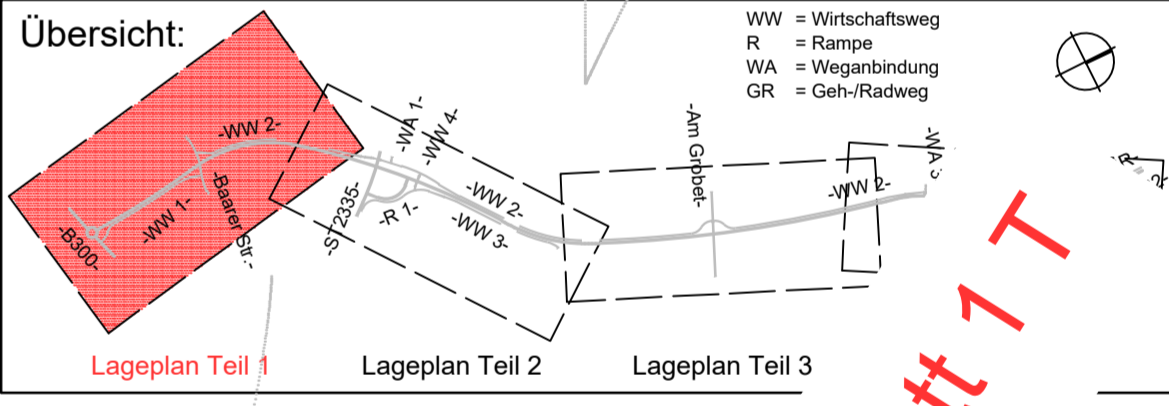 Übersicht:
WW = Wirtschaftsweg
R = Rampe
WA = Weganbindung
GR = Geh-/Radweg
-WW 2-
-WA 1-
-WW 4-
-Am Grobet-
-B300-
-WW 1-
-Baarer Str.-
-ST2335-
-R 1-
-WW 2-
-WW 3-
-WW 2-
Lageplan Teil 1
Lageplan Teil 2
Lageplan Teil 3
1 T